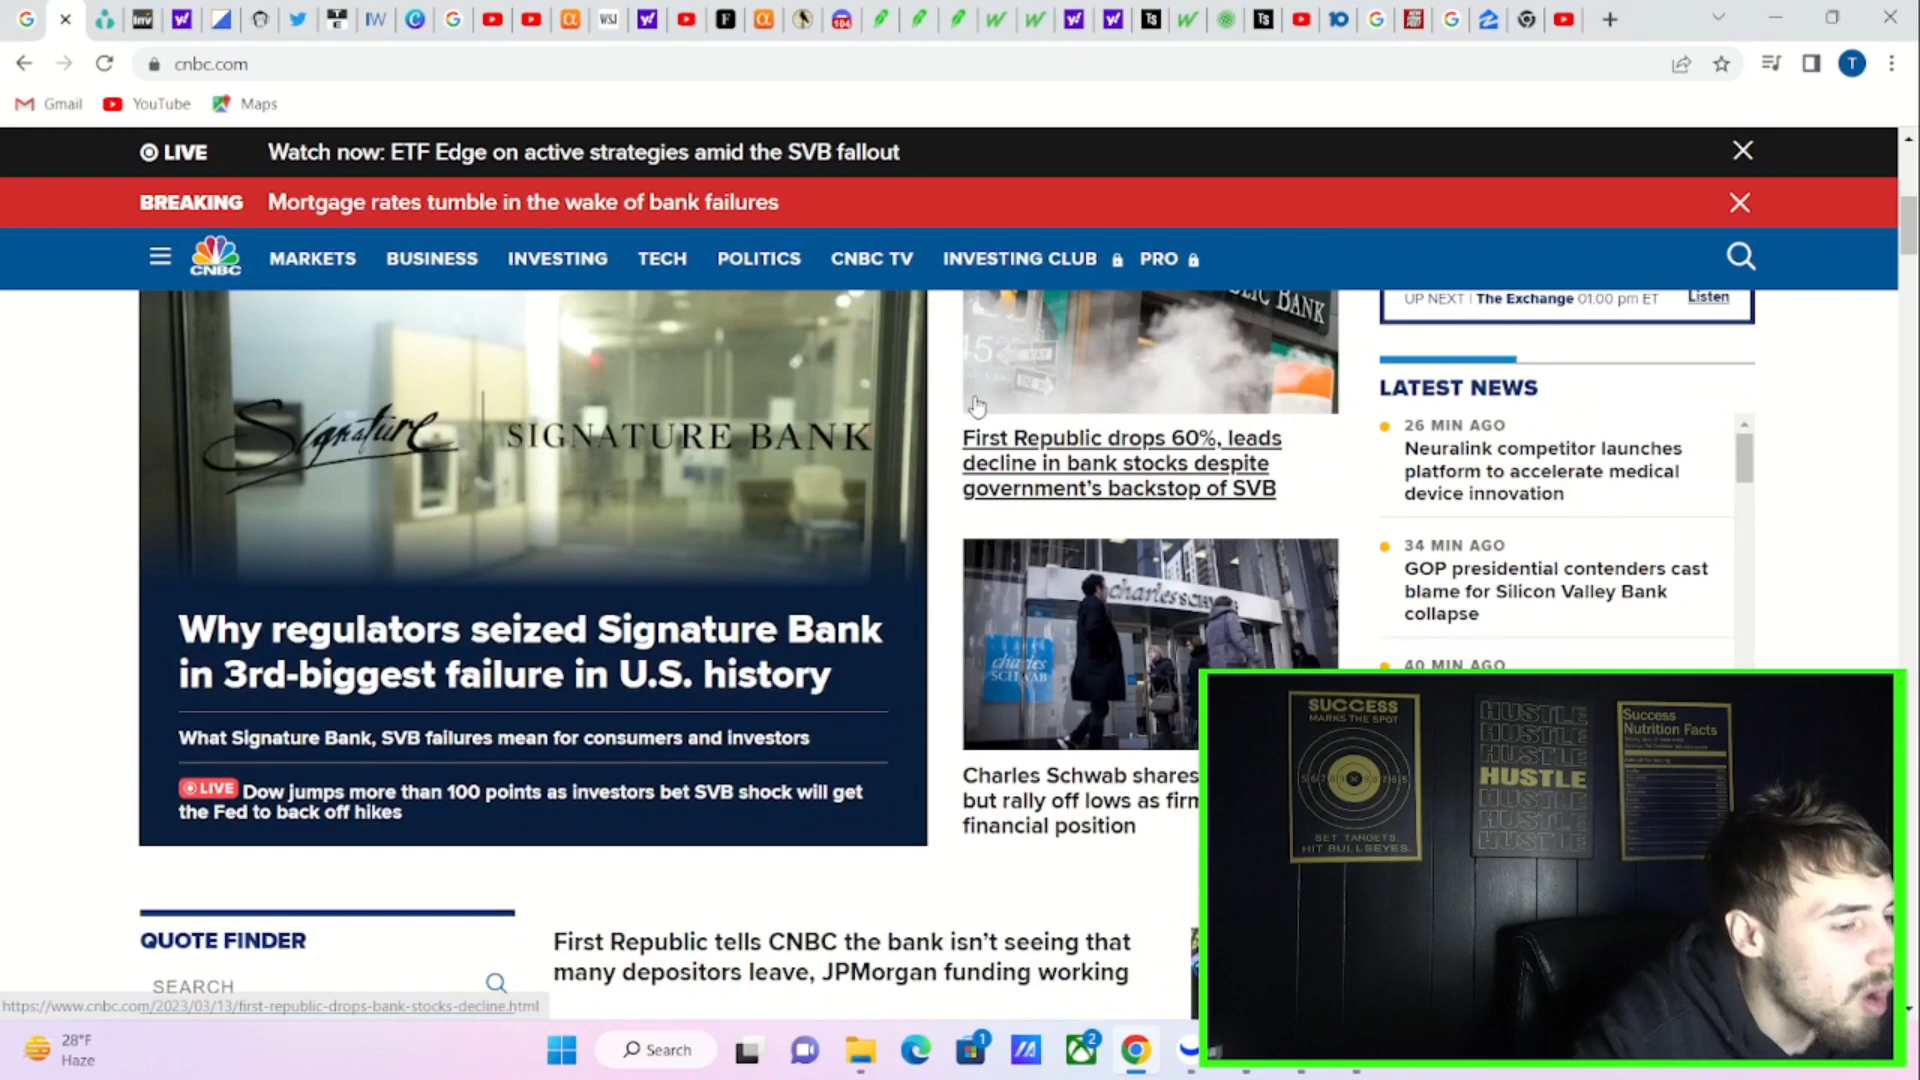 cnbc.com
Gmail YouTube Maps
LIVE Watch now: ETF Edge on active strategies amid the SVB fallout
BREAKING Mortgage rates tumble in the wake of bank failures
CNBC MARKETS BUSINESS INVESTING TECH POLITICS CNBC TV INVESTING CLUB PRO
UP NEXT | The Exchange 01:00 pm ET Listen
Signature SIGNATURE BANK
Why regulators seized Signature Bank
in 3rd-biggest failure in U.S. history
What Signature Bank, SVB failures mean for consumers and investors
LIVE Dow jumps more than 100 points as investors bet SVB shock will get
the Fed to back off hikes
BANK
First Republic drops 60%, leads
decline in bank stocks despite
government's backstop of SVB
charles SCHWAB
charles
SCHWAB
Charles Schwab shares
but rally off lows as firm
financial position
LATEST NEWS
26 MIN AGO
Neuralink competitor launches
platform to accelerate medical
device innovation
34 MIN AGO
GOP presidential contenders cast
blame for Silicon Valley Bank
collapse
40 MIN AGO
QUOTE FINDER
SEARCH
First Republic tells CNBC the bank isn't seeing that
many depositors leave, JPMorgan funding working
https://www.cnbc.com/2023/03/13/first-republic-drops-bank-stocks-decline.html
SUCCESS
MARKS THE SPOT
SET TARGETS.
HIT BULLSEYES.
HUSTLE
HUSTLE
HUSTLE
HUSTLE
HUSTLE
HUSTLE
HUSTLE
Success
Nutrition Facts
28°F
Haze
Search
1
2
T